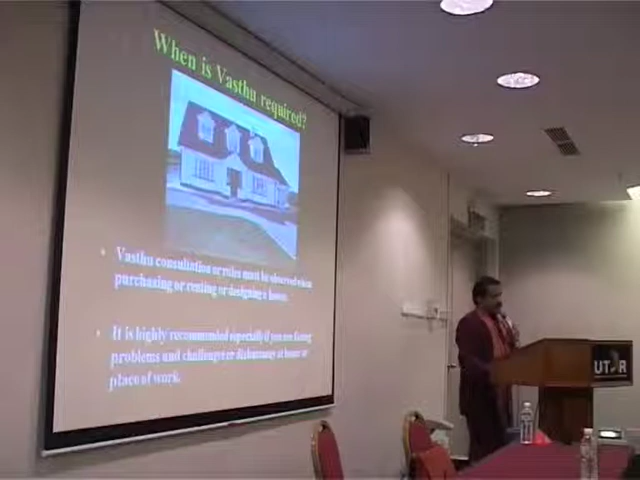 When is Vasthu required?
Vasthu consultation or rules must be observed when
purchasing or renting or designing a house.
It is highly recommended especially if you are facing
problems and challenges or disharmony at home or
place of work.
UTAR